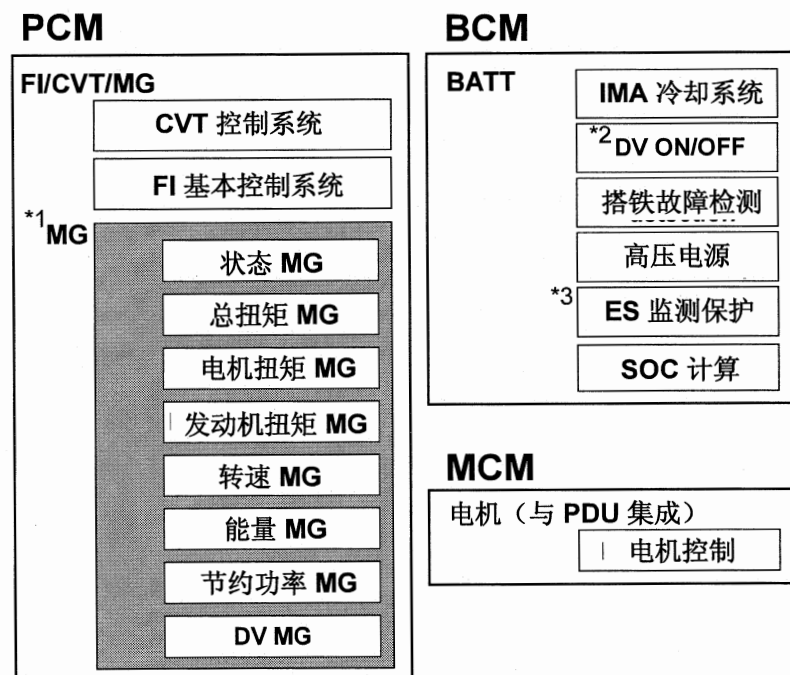 PCM
FI/CVT/MG
CVT 控制系统
FI 基本控制系统
*1MG
状态 MG
总扭矩 MG
电机扭矩 MG
发动机扭矩 MG
转速 MG
能量 MG
节约功率 MG
DV MG
BCM
BATT
IMA 冷却系统
*2DV ON/OFF
搭铁故障检测
高压电源
*3
ES 监测保护
SOC 计算
MCM
电机（与 PDU 集成）
电机控制